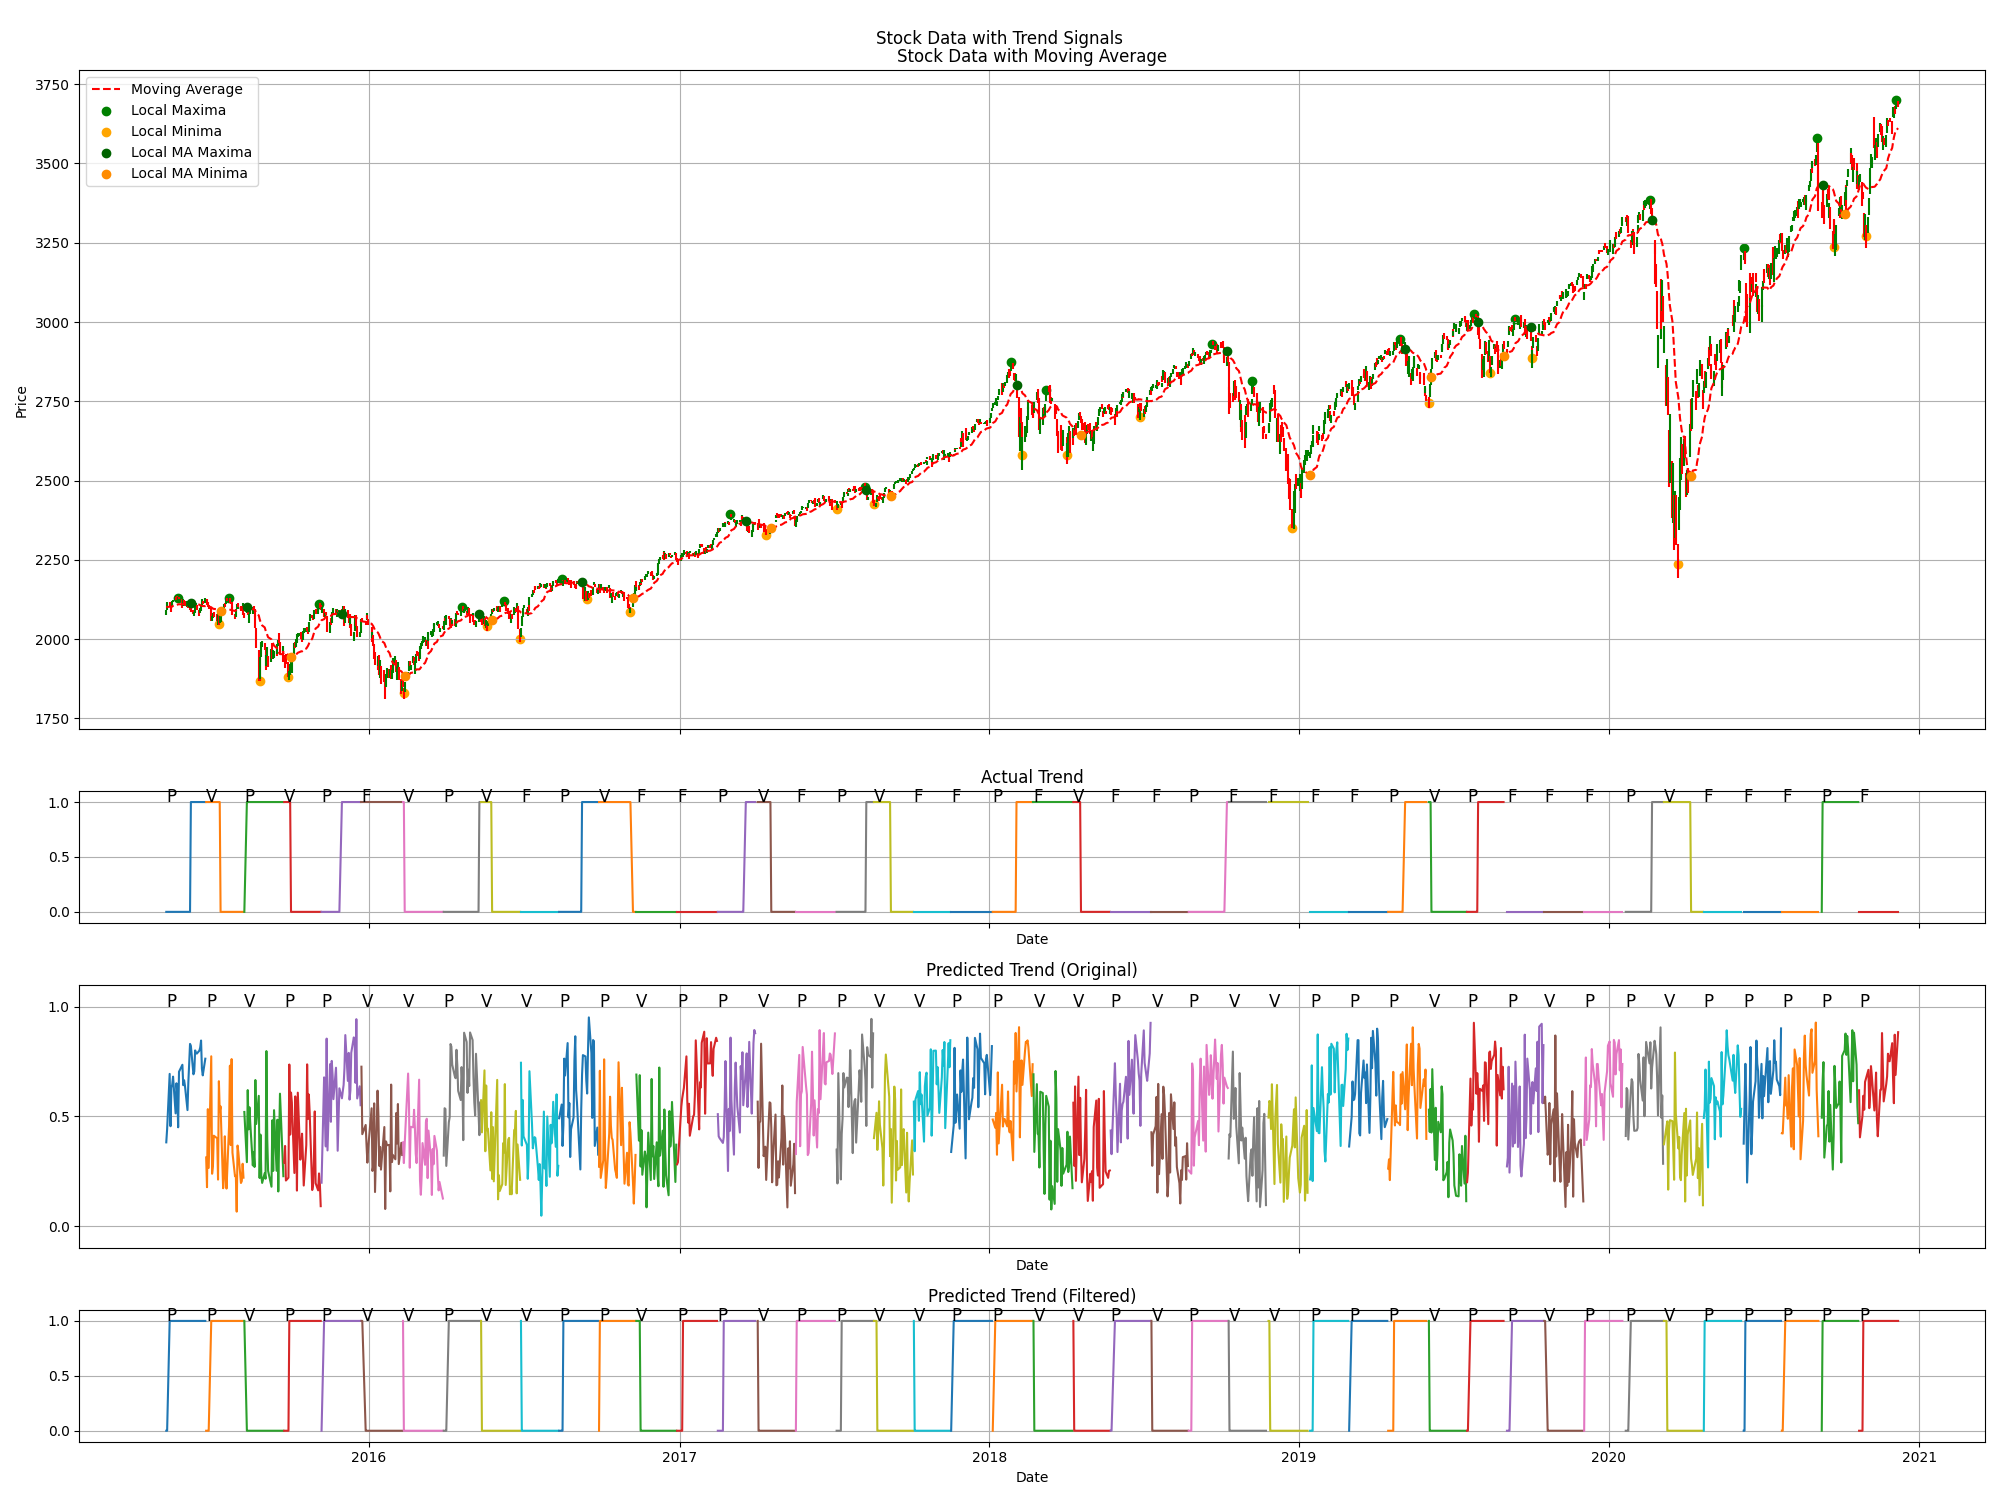 Stock Data with Trend Signals
Stock Data with Moving Average
3750
3500
3250
3000
2750
2500
2250
2000
1750
Price
Moving Average
Local Maxima
Local Minima
Local MA Maxima
Local MA Minima
Actual Trend
P V P V P F V P V F P V F F P V F P V F F P F V F F P F F F F P V P F F F P V F F F P F
1.0
0.5
0.0
Date
Predicted Trend (Original)
P P V P P V V P V V P P V P P V P P V V P P V V P V P V V P P P V P P V P P V P P P P P
1.0
0.5
0.0
Date
Predicted Trend (Filtered)
P P V P P V V P V V P P V P P V P P V V P P V V P V P V V P P P V P P V P P V P P P P P
1.0
0.5
0.0
2016 2017 2018 2019 2020 2021
Date